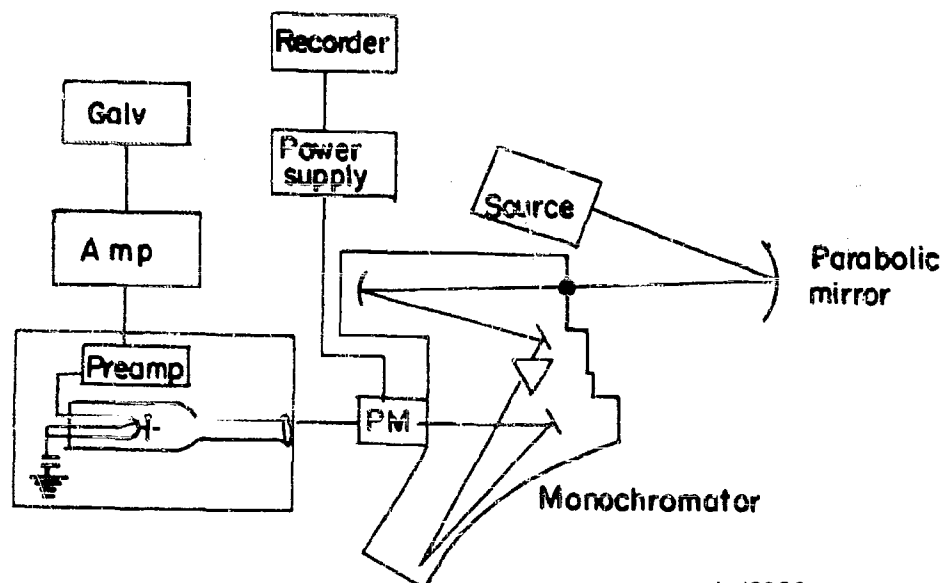 Recorder
Galv
Power
supply
Source
Amp
Parabolic
mirror
Preamp
PM
Monochromator